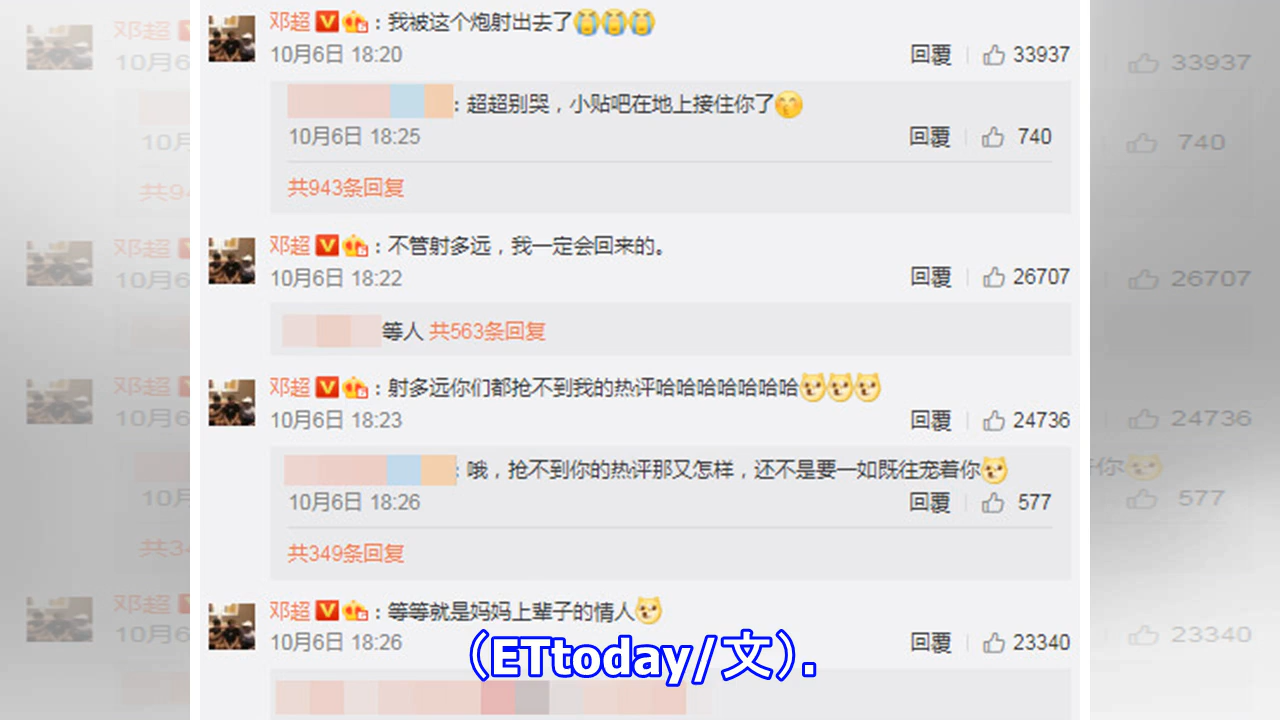 邓超：我被这个炮射出去了
10月6日 18:20 回覆 33937
：超超别哭，小贴吧在地上接住你了
10月6日 18:25 回覆 740
共943条回复
邓超：不管射多远，我一定会回来的。
10月6日 18:22 回覆 26707
等人 共563条回复
邓超：射多远你们都抢不到我的热评哈哈哈哈哈哈哈
10月6日 18:23 回覆 24736
：哦，抢不到你的热评那又怎样，还不是要一如既往宠着你
10月6日 18:26 回覆 577
共349条回复
邓超：等等就是妈妈上辈子的情人
10月6日 18:26 回覆 23340
(ETtoday/文).